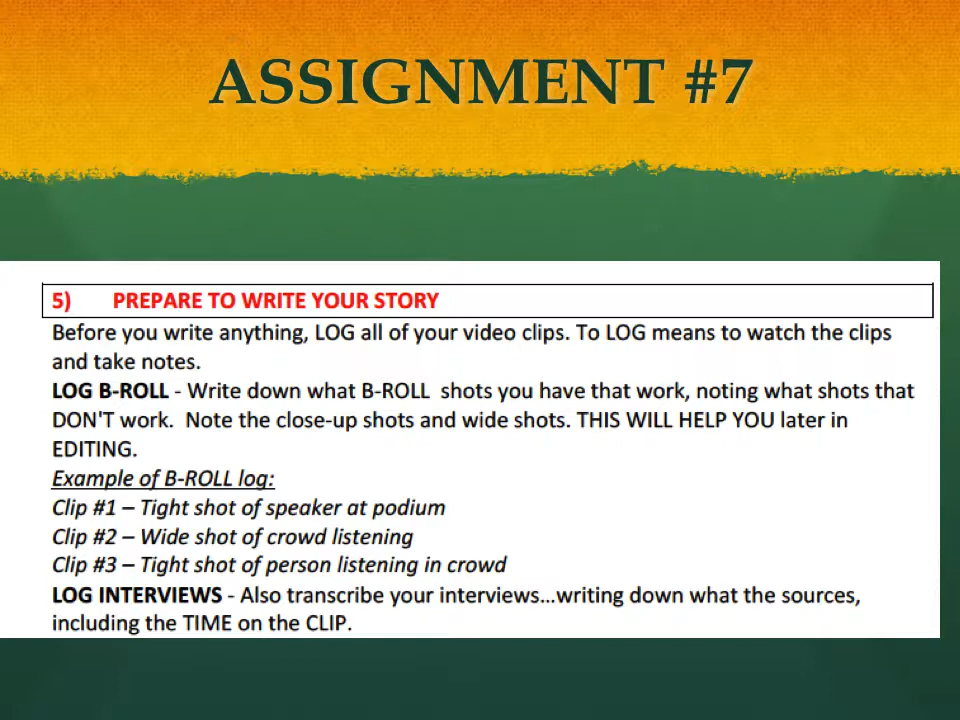 ASSIGNMENT #7
5) PREPARE TO WRITE YOUR STORY
Before you write anything, LOG all of your video clips. To LOG means to watch the clips
and take notes.
LOG B-ROLL - Write down what B-ROLL shots you have that work, noting what shots that
DON'T work. Note the close-up shots and wide shots. THIS WILL HELP YOU later in
EDITING.
Example of B-ROLL log:
Clip #1 – Tight shot of speaker at podium
Clip #2 – Wide shot of crowd listening
Clip #3 – Tight shot of person listening in crowd
LOG INTERVIEWS - Also transcribe your interviews…writing down what the sources,
including the TIME on the CLIP.